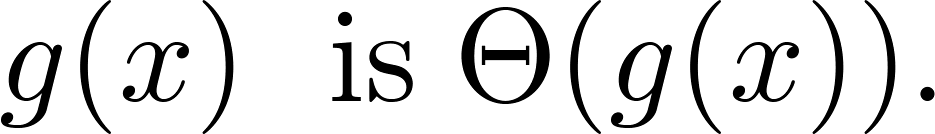 g(x) is Θ(g(x)).